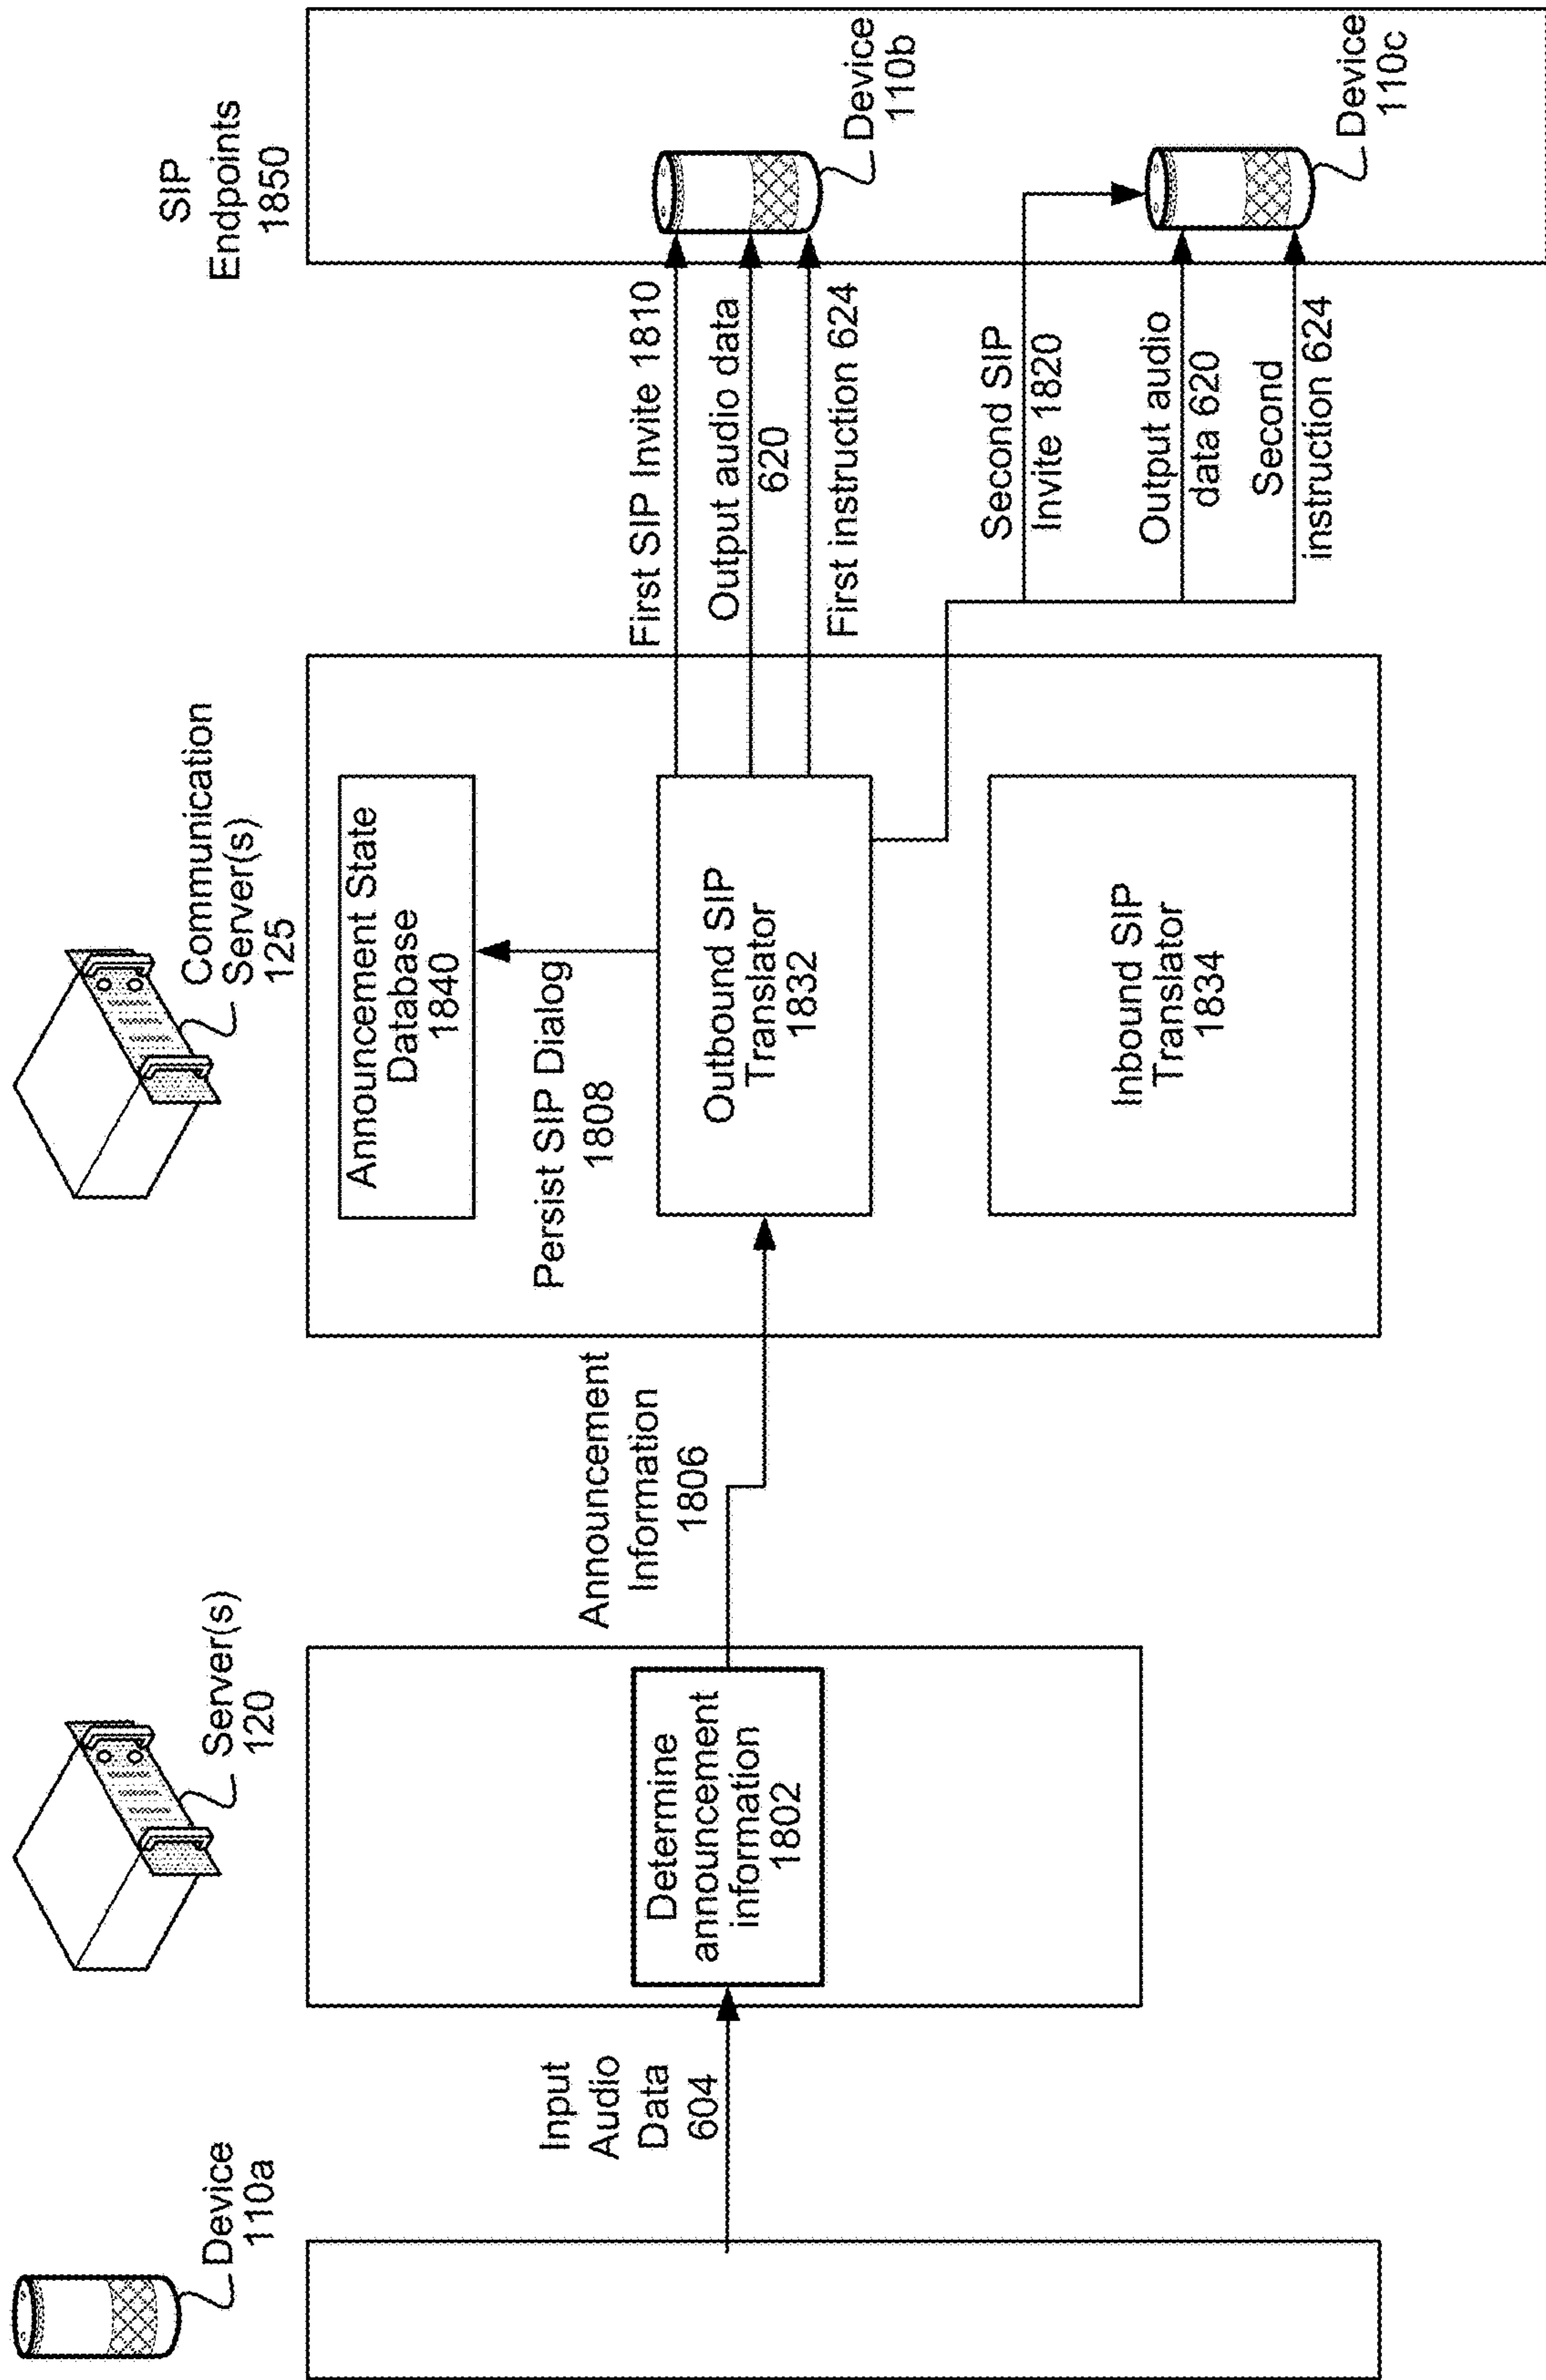 Device
110a
Server(s)
120
Communication
Server(s)
125
SIP
Endpoints
1850
Input
Audio
Data
604
Determine
announcement
information
1802
Announcement
Information
1806
Announcement State
Database
1840
Persist SIP Dialog
1808
Outbound SIP
Translator
1832
Inbound SIP
Translator
1834
First SIP Invite 1810
Output audio data
620
First instruction 624
Second SIP
Invite 1820
Output audio
data 620
Second
instruction 624
Device
110b
Device
110c